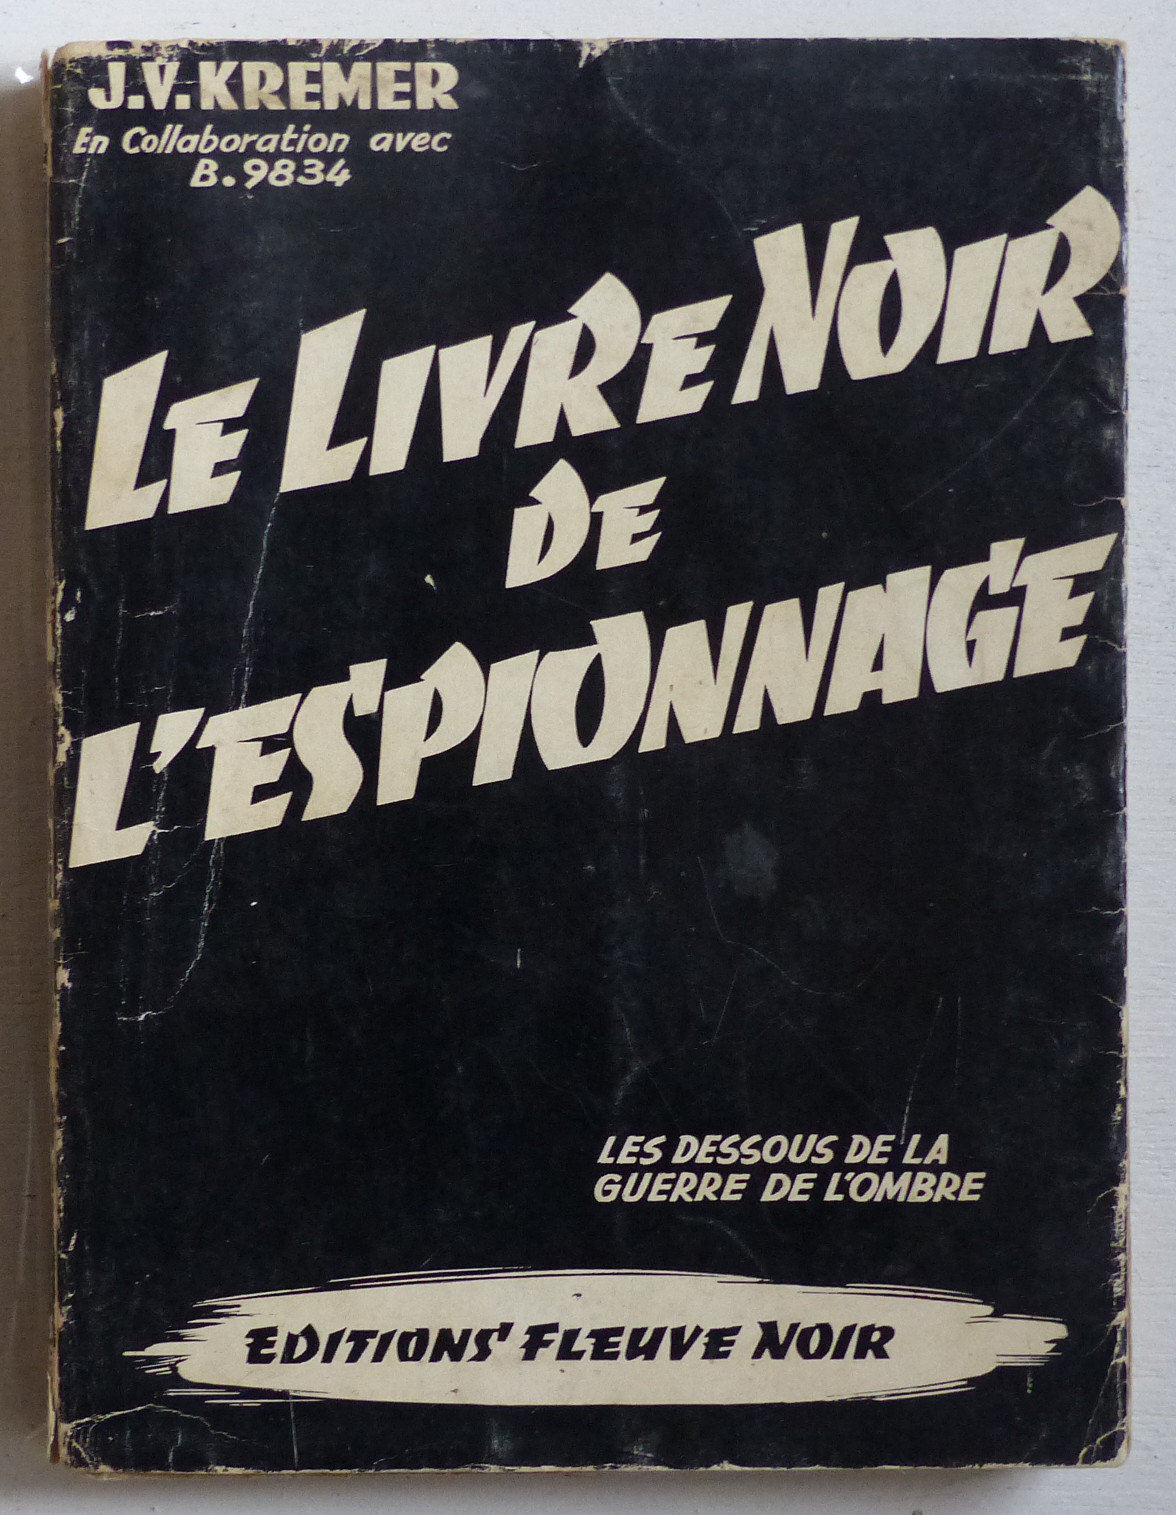 J.V. KREMER
En Collaboration avec
B.9834
LE LIVRE NOIR
DE
L'ESPIONNAGE
LES DESSOUS DE LA
GUERRE DE L'OMBRE
EDITIONS FLEUVE NOIR